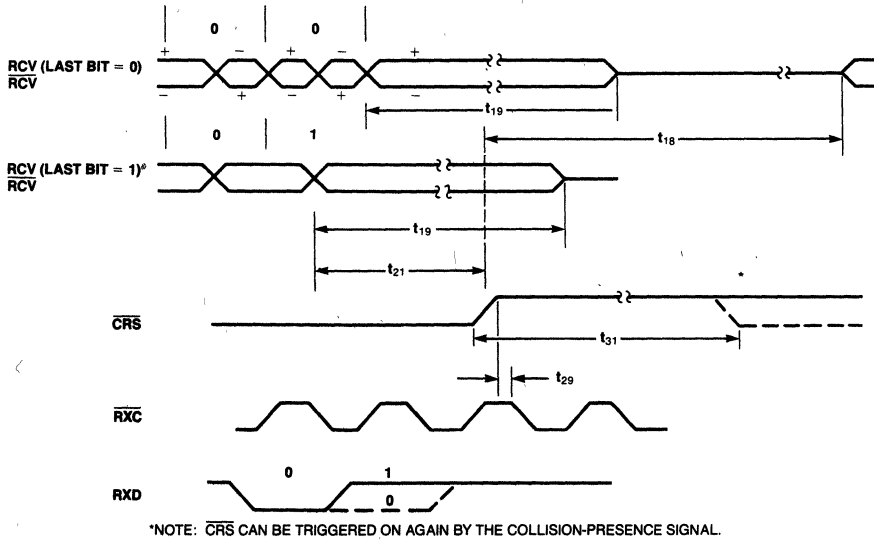 0 0
+ - + - +
RCV (LAST BIT = 0)
RCV
- + - + -
t19
0 1
t18
RCV (LAST BIT = 1)*
RCV
t19
t21
*
CRS
t31
t29
RXC
0 1
RXD
0
*NOTE: CRS CAN BE TRIGGERED ON AGAIN BY THE COLLISION-PRESENCE SIGNAL.